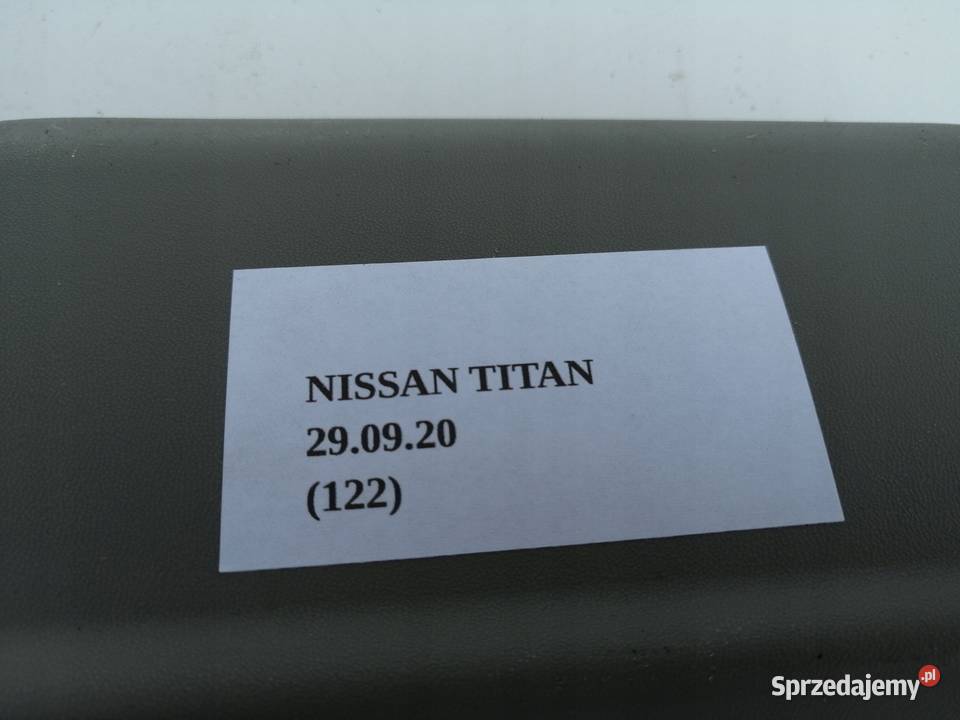 NISSAN TITAN
29.09.20
(122)
Sprzedajemy.pl